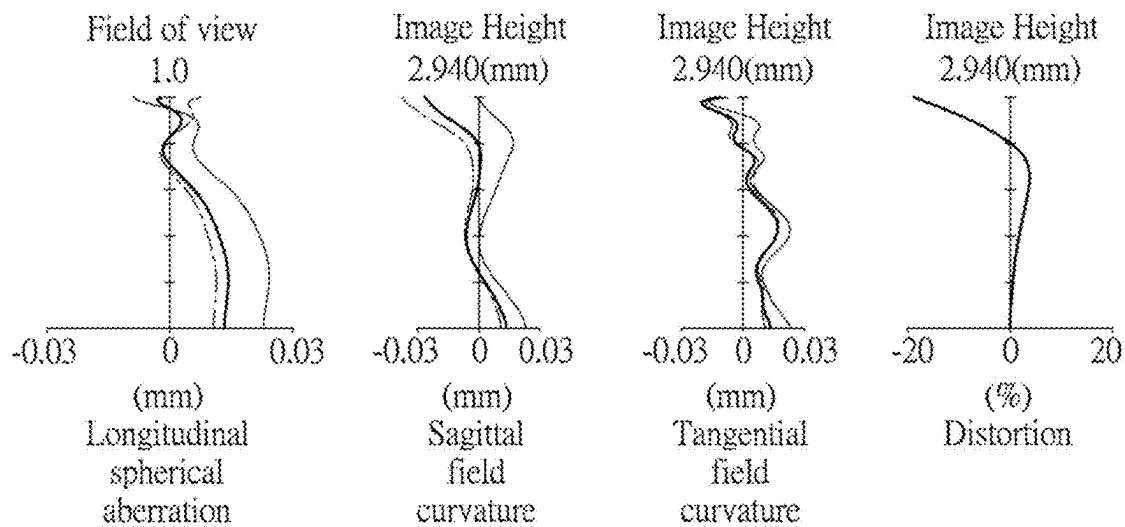 Field of view
1.0
Image Height
2.940(mm)
Image Height
2.940(mm)
Image Height
2.940(mm)
-0.03
0
0.03
-0.03
0
0.03
-0.03
0
0.03
-20
0
20
(mm)
Longitudinal
spherical
aberration
(mm)
Sagittal
field
curvature
(mm)
Tangential
field
curvature
(%)
Distortion